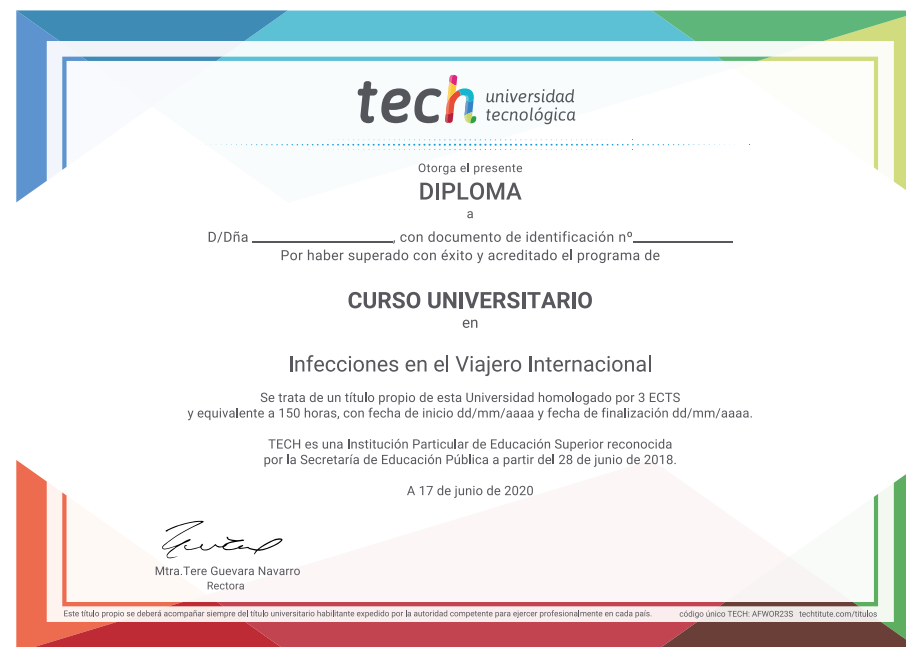 tech universidad
tecnológica
Otorga el presente
DIPLOMA
a
D/Dña ____________________, con documento de identificación nº______________
Por haber superado con éxito y acreditado el programa de
CURSO UNIVERSITARIO
en
Infecciones en el Viajero Internacional
Se trata de un título propio de esta Universidad homologado por 3 ECTS
y equivalente a 150 horas, con fecha de inicio dd/mm/aaaa y fecha de finalización dd/mm/aaaa.
TECH es una Institución Particular de Educación Superior reconocida
por la Secretaría de Educación Pública a partir del 28 de junio de 2018.
A 17 de junio de 2020
Mtra.Tere Guevara Navarro
Rectora
Este título propio se deberá acompañar siempre del título universitario habilitante expedido por la autoridad competente para ejercer profesionalmente en cada país. código único TECH: AFWOR23S techtitute.com/titulos